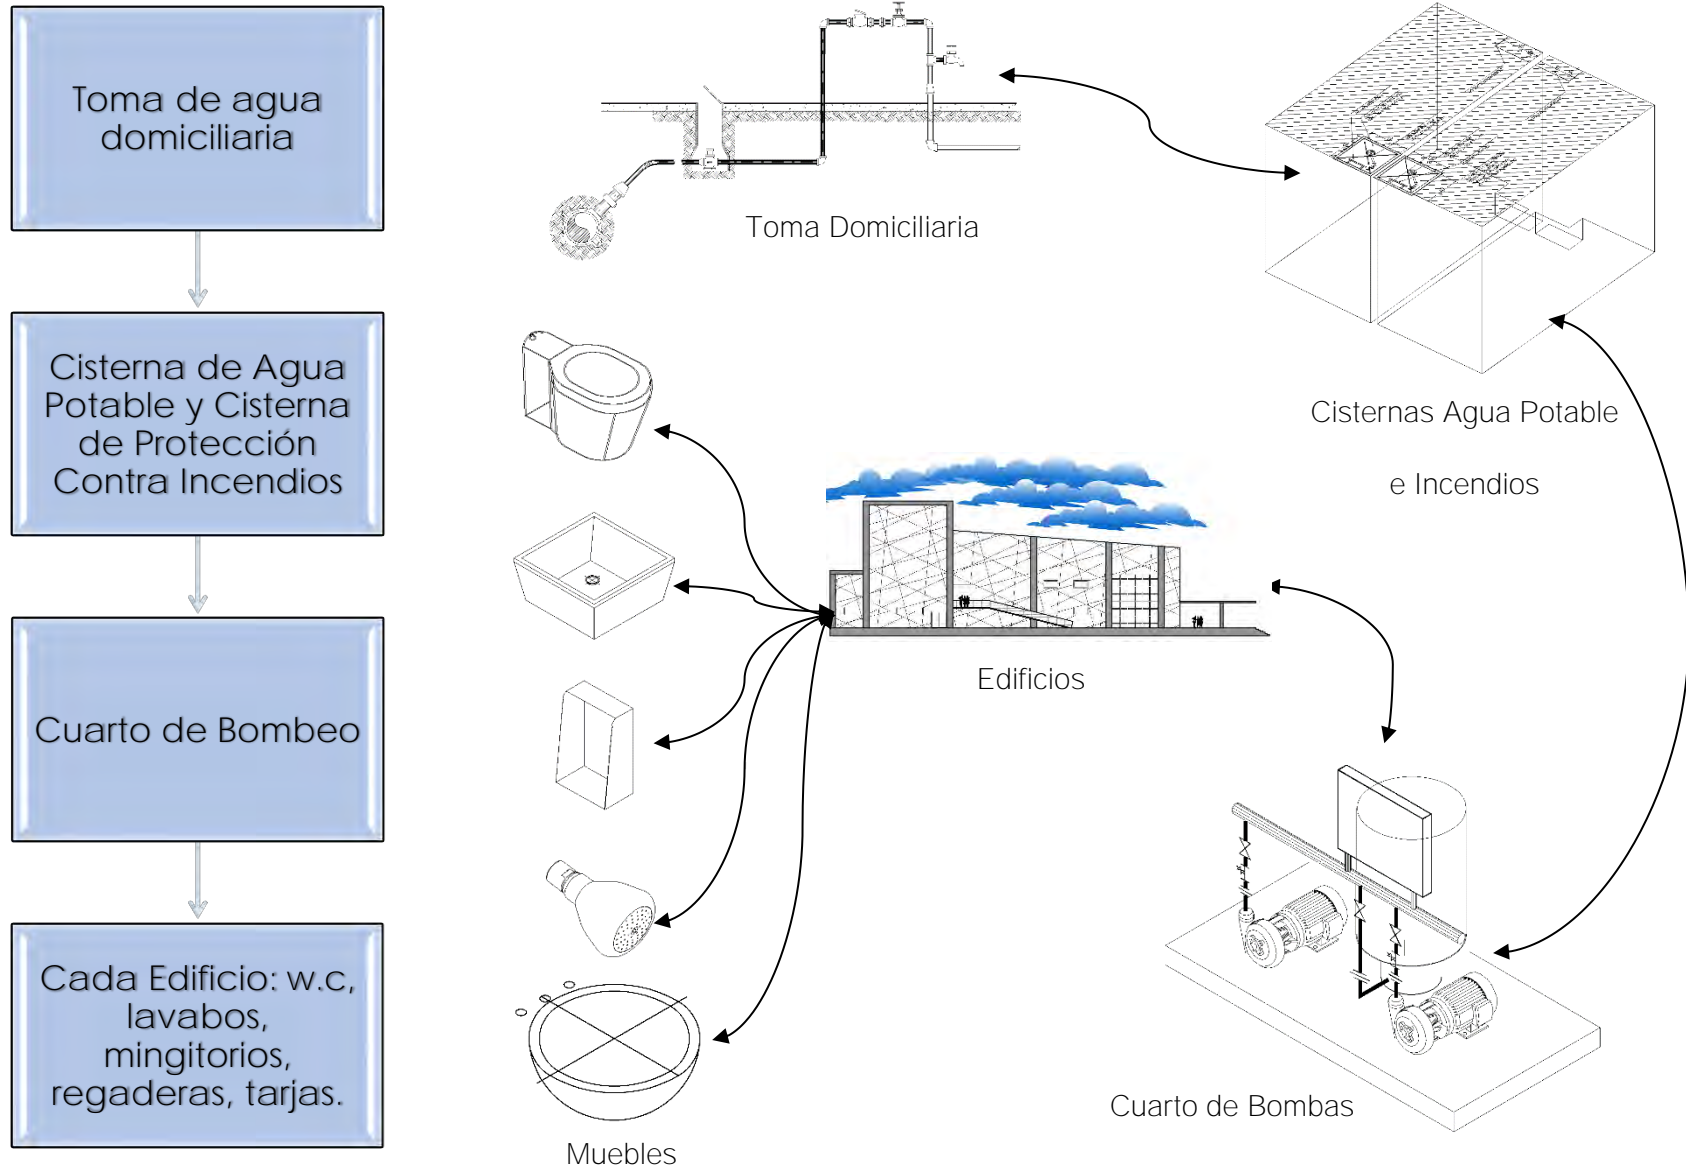 Toma de agua
domiciliaria
Cisterna de Agua
Potable y Cisterna
de Protección
Contra Incendios
Cuarto de Bombeo
Cada Edificio: w.c,
lavabos,
mingitorios,
regaderas, tarjas.
Toma Domiciliaria
Cisternas Agua Potable
e Incendios
Edificios
Cuarto de Bombas
Muebles